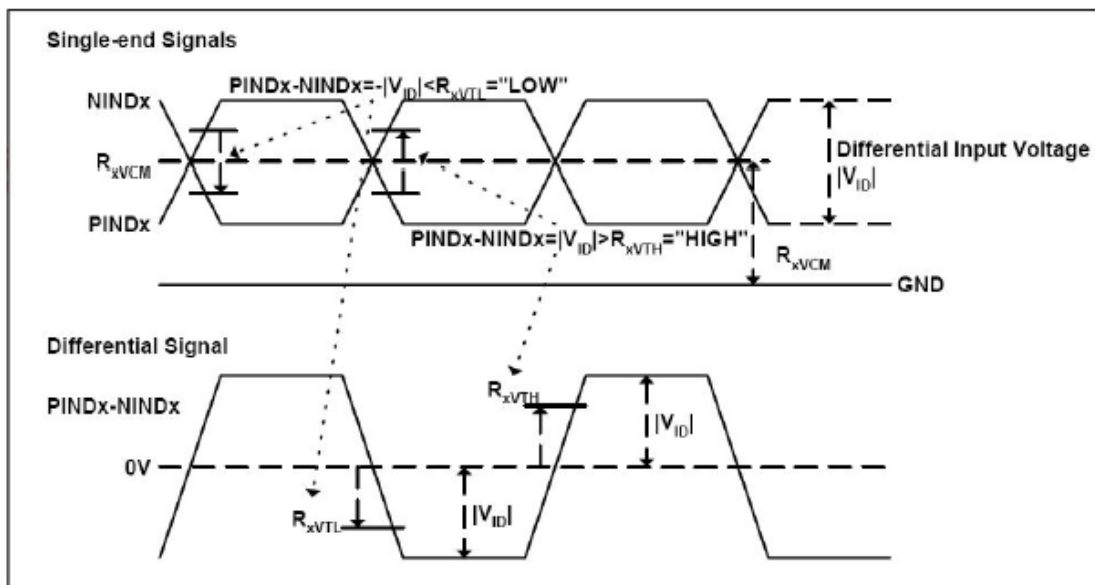 Single-end Signals
PINDx-NINDx=-|VID|<RxVTL="LOW"
NINDx
RxVCM
Differential Input Voltage
|VID|
PINDx
PINDx-NINDx=|VID|>RxVTH="HIGH"
RxVCM
GND
Differential Signal
PINDx-NINDx
RxVTH
|VID|
0V
RxVTL
|VID|